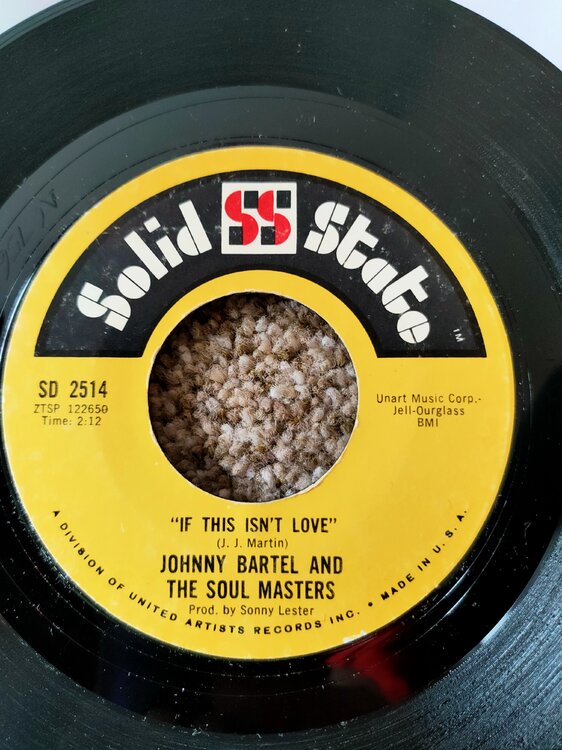 Solid SS State
TM
SD 2514
ZTSP 122650
Time: 2:12
Unart Music Corp.-
Jell-Ourglass
BMI
"IF THIS ISN'T LOVE"
(J. J. Martin)
JOHNNY BARTEL AND
THE SOUL MASTERS
Prod. by Sonny Lester
A DIVISION OF UNITED ARTISTS RECORDS INC. • MADE IN U. S. A.